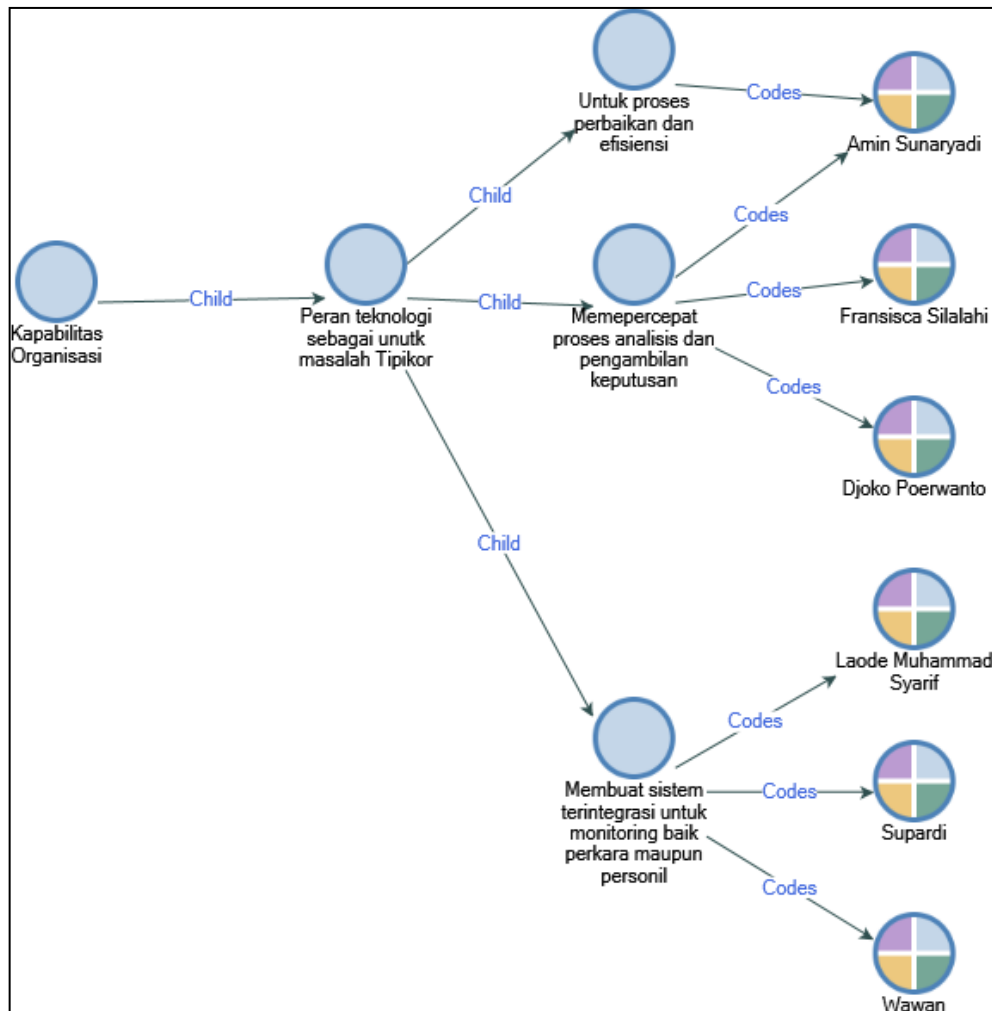 Untuk proses
perbaikan dan
efisiensi
Codes
Amin Sunaryadi
Child
Codes
Kapabilitas
Organisasi
Child
Peran teknologi
sebagai unutk
masalah Tipikor
Child
Memepercepat
proses analisis dan
pengambilan
keputusan
Codes
Fransisca Silalahi
Codes
Djoko Poerwanto
Child
Membuat sistem
terintegrasi untuk
monitoring baik
perkara maupun
personil
Codes
Laode Muhammad
Syarif
Codes
Supardi
Codes
Wawan